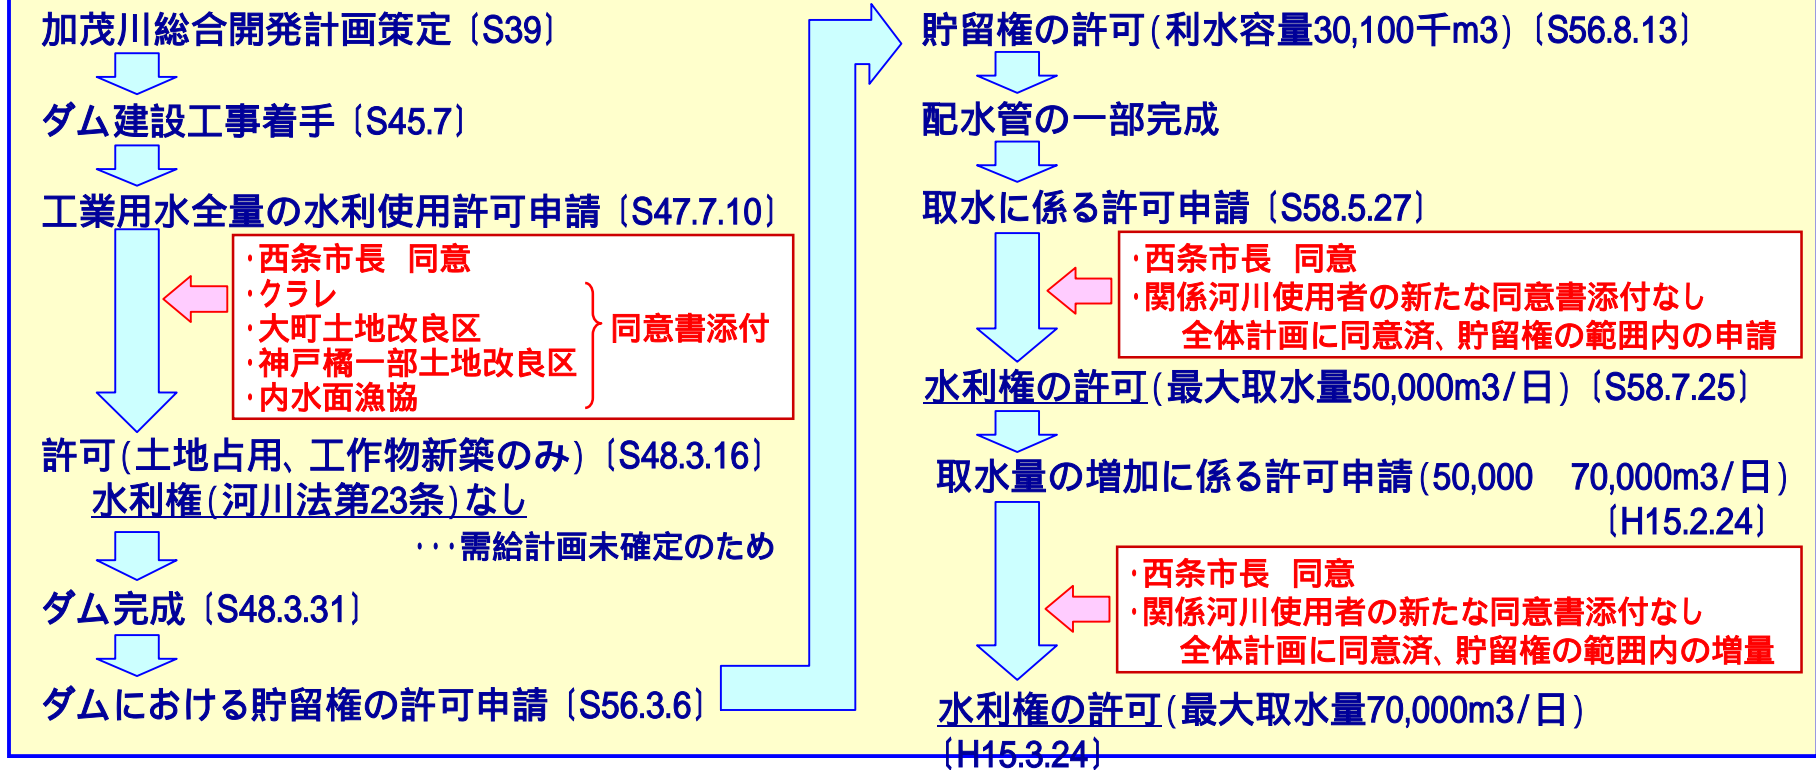 加茂川総合開発計画策定〔S39〕
ダム建設工事着手〔S45.7〕
工業用水全量の水利使用許可申請〔S47.7.10〕
・西条市長　同意
・クラレ
・大町土地改良区
・神戸橘一部土地改良区
・内水面漁協
同意書添付
許可(土地占用、工作物新築のみ)〔S48.3.16〕
水利権(河川法第23条)なし
・・・需給計画未確定のため
ダム完成〔S48.3.31〕
ダムにおける貯留権の許可申請〔S56.3.6〕
貯留権の許可(利水容量30,100千m3)〔S56.8.13〕
配水管の一部完成
取水に係る許可申請〔S58.5.27〕
・西条市長　同意
・関係河川使用者の新たな同意書添付なし
全体計画に同意済、貯留権の範囲内の申請
水利権の許可(最大取水量50,000m3/日)〔S58.7.25〕
取水量の増加に係る許可申請(50,000　70,000m3/日)
〔H15.2.24〕
・西条市長　同意
・関係河川使用者の新たな同意書添付なし
全体計画に同意済、貯留権の範囲内の増量
水利権の許可(最大取水量70,000m3/日)
〔H15.3.24〕